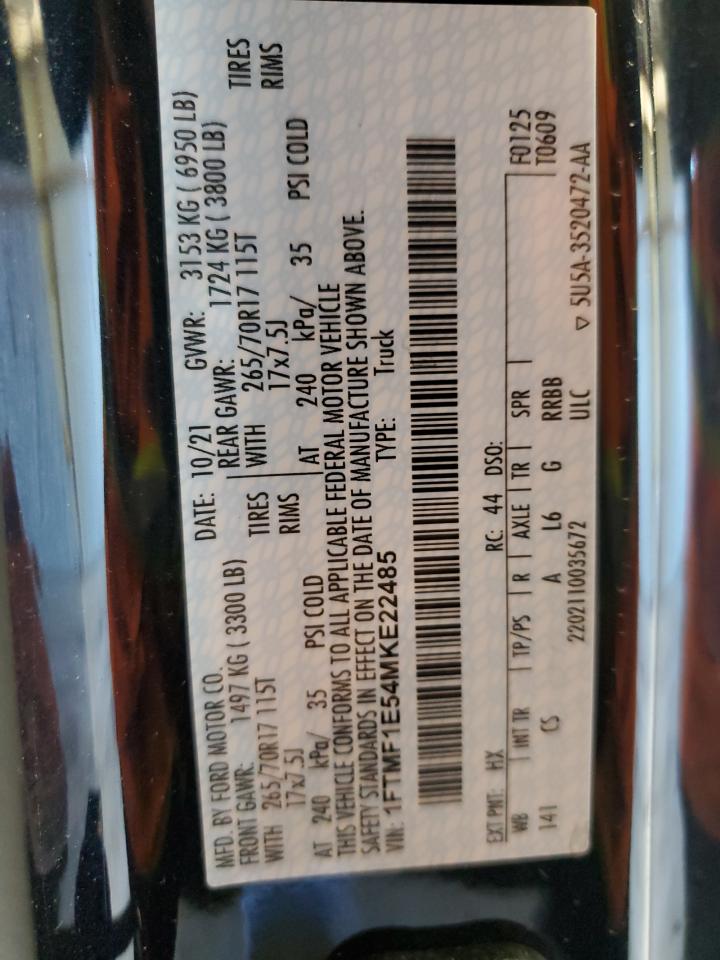 MFD. BY FORD MOTOR CO. DATE: 10/21 GVWR: 3153 KG ( 6950 LB)
FRONT GAWR: 1497 KG ( 3300 LB) REAR GAWR: 1724 KG ( 3800 LB)
WITH 265/70R17 115T TIRES WITH 265/70R17 115T TIRES
17x7.5J RIMS 17x7.5J RIMS
AT 240 kPa/ 35 PSI COLD AT 240 kPa/ 35 PSI COLD
THIS VEHICLE CONFORMS TO ALL APPLICABLE FEDERAL MOTOR VEHICLE
SAFETY STANDARDS IN EFFECT ON THE DATE OF MANUFACTURE SHOWN ABOVE.
VIN: 1FTMF1E54MKE22485 TYPE: Truck
EXT PNT: HX RC: 44 DSO: F0125
WB INT TR TP/PS R AXLE TR SPR T0609
141 CS A L6 G RRBB
2202110035672 ULC
▽ 5U5A-3520472-AA